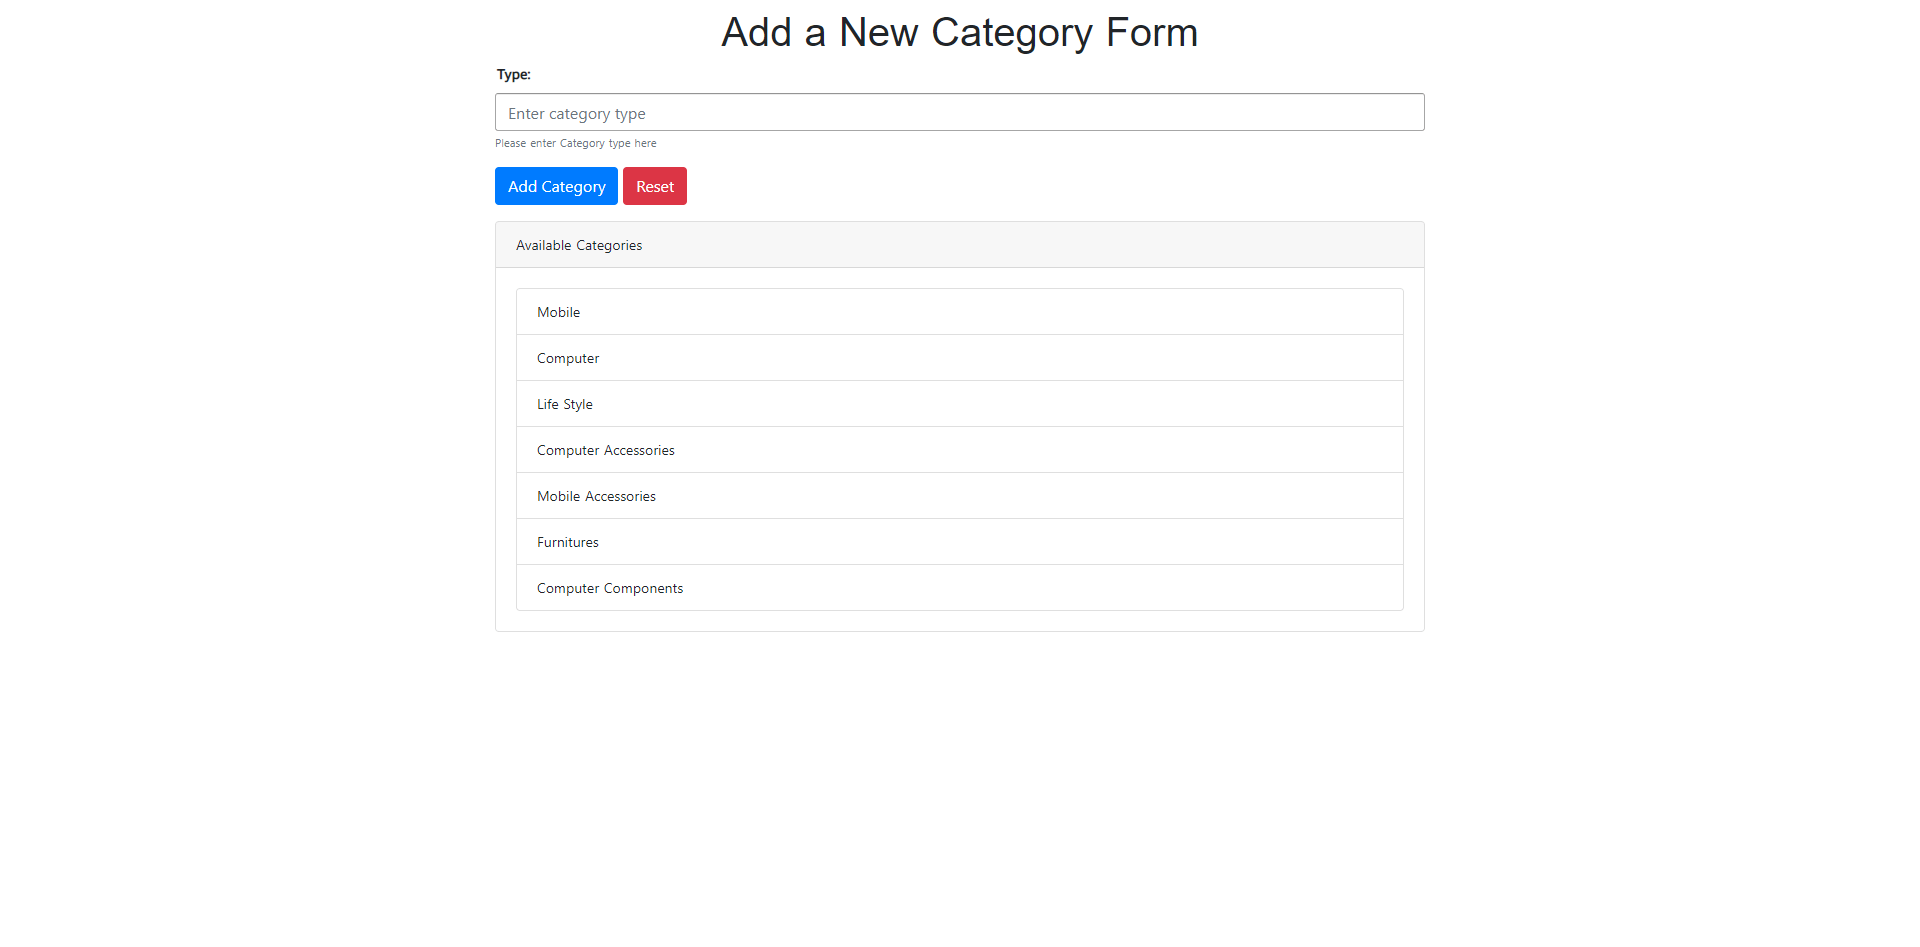 Add a New Category Form
Type:
Enter category type
Please enter Category type here
Add Category Reset
Available Categories
Mobile
Computer
Life Style
Computer Accessories
Mobile Accessories
Furnitures
Computer Components